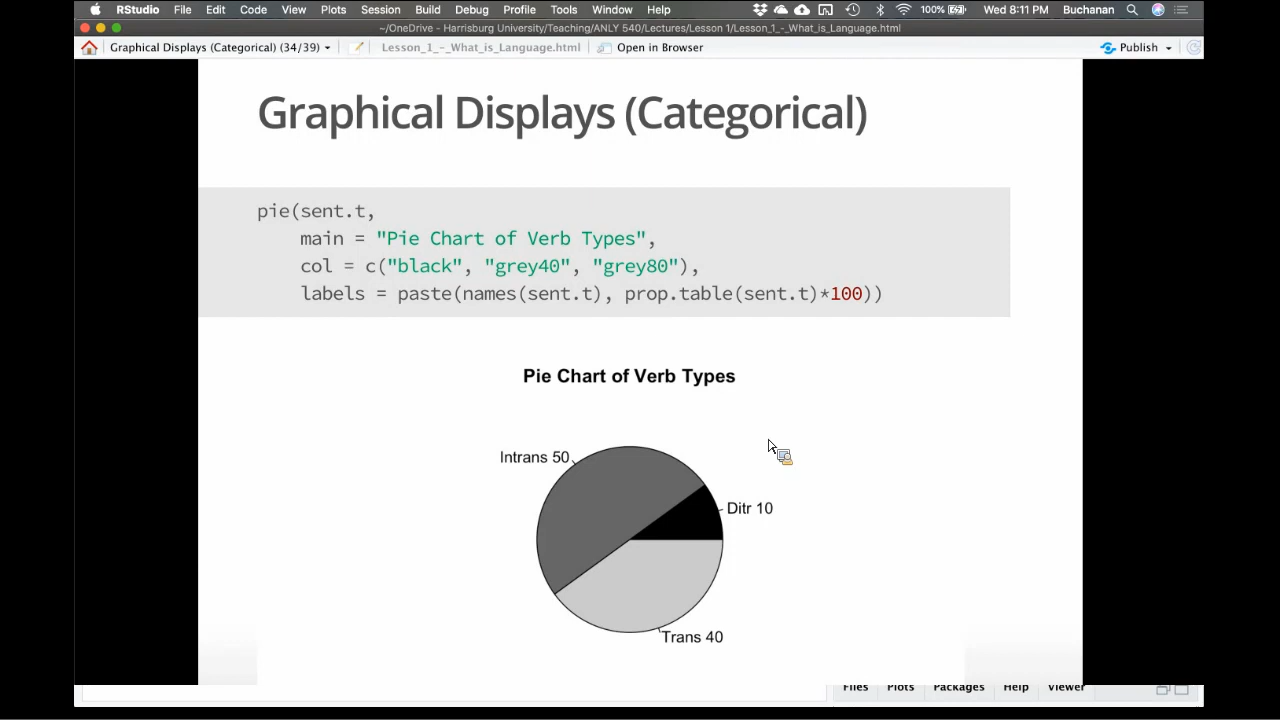 RStudio File Edit Code View Plots Session Build Debug Profile Tools Window Help 100% Wed 8:11 PM Buchanan
~/OneDrive - Harrisburg University/Teaching/ANLY 540/Lectures/Lesson 1/Lesson_1_-_What_is_Language.html
Graphical Displays (Categorical) (34/39) Lesson_1_-_What_is_Language.html Open in Browser Publish
Graphical Displays (Categorical)
pie(sent.t,
main = "Pie Chart of Verb Types",
col = c("black", "grey40", "grey80"),
labels = paste(names(sent.t), prop.table(sent.t)*100))
Pie Chart of Verb Types
Intrans 50
Ditr 10
Trans 40
Files Plots Packages Help Viewer